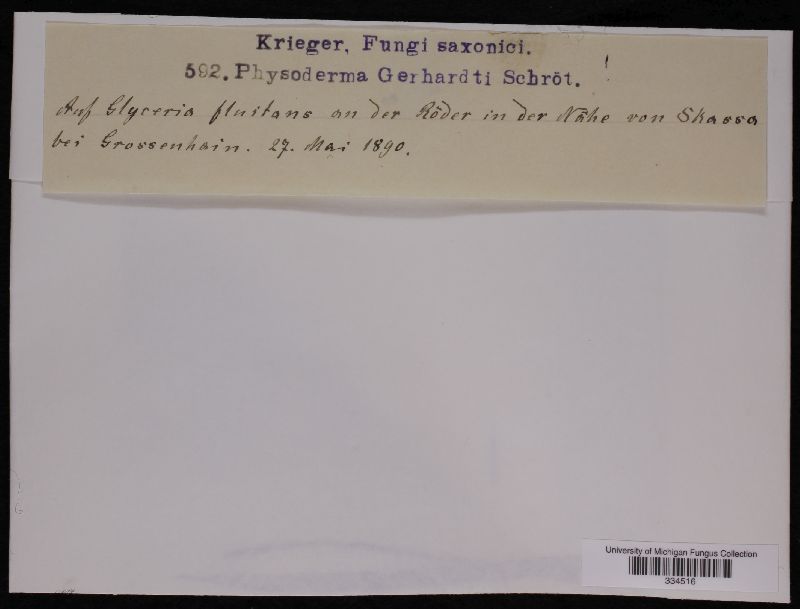 Krieger, Fungi saxonici.
592. Physoderma Gerhardti Schröt. !
Auf Glyceria fluitans an der Röder in der Nähe von Skassa
bei Grossenhain. 27. Mai 1890.
University of Michigan Fungus Collection
334516